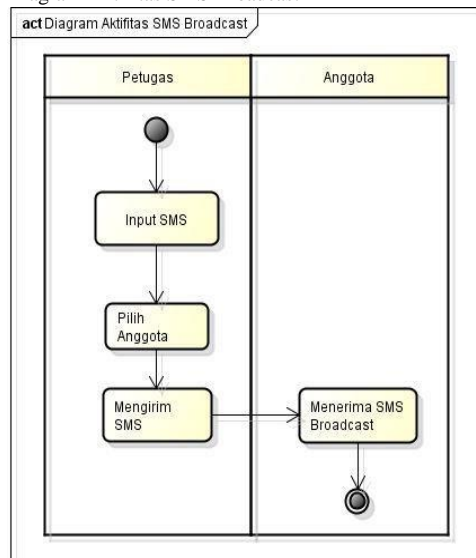 act Diagram Aktifitas SMS Broadcast
Petugas
Anggota
Input SMS
Pilih
Anggota
Mengirim
SMS
Menerima SMS
Broadcast